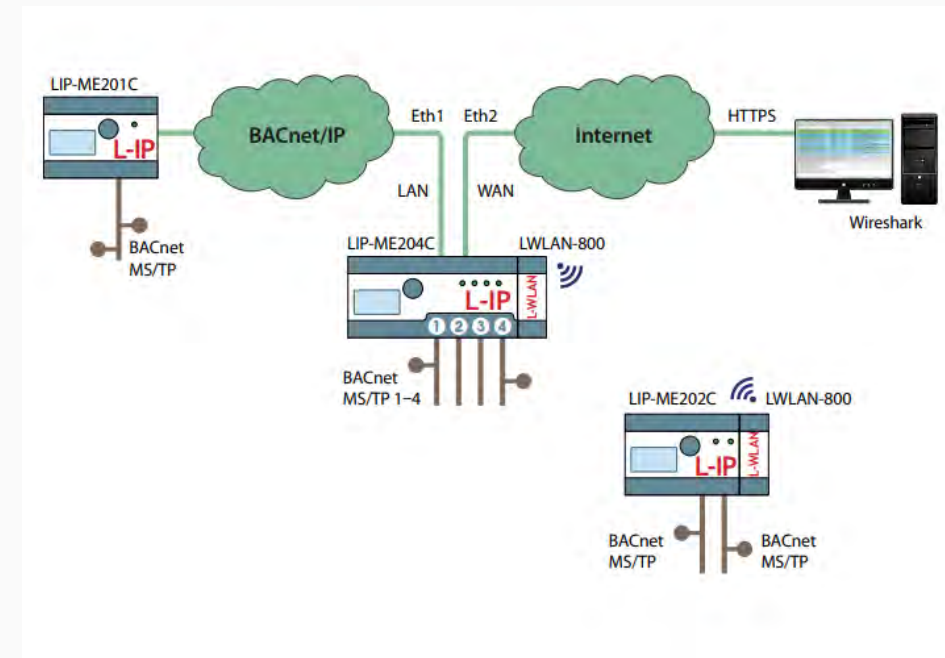 LIP-ME201C
L-IP
BACnet/IP
Eth1
Eth2
Internet
HTTPS
LAN
WAN
Wireshark
BACnet
MS/TP
LIP-ME204C
LWLAN-800
L-IP
L-WLAN
1 2 3 4
BACnet
MS/TP 1–4
LIP-ME202C
LWLAN-800
L-IP
L-WLAN
BACnet
MS/TP
BACnet
MS/TP